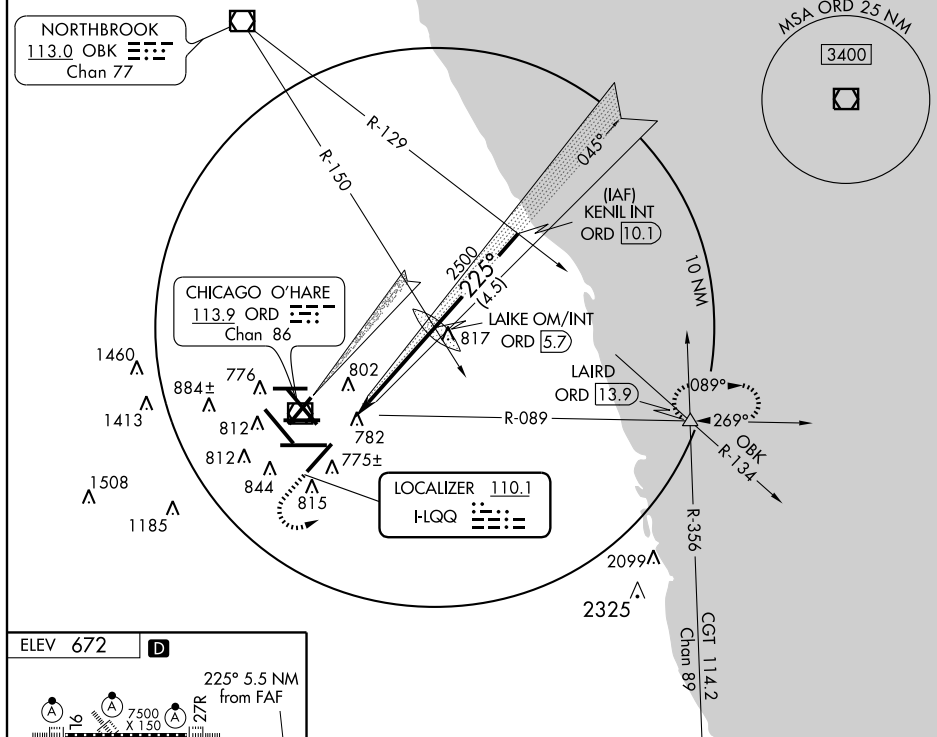 NORTHBROOK
113.0 OBK
Chan 77
MSA ORD 25 NM
3400
R-129
R-150
045°
(IAF)
KENIL INT
ORD 10.1
2500
225°
(4.5)
10 NM
CHICAGO O'HARE
113.9 ORD
Chan 86
LAIKE OM/INT
ORD 5.7
817
1460
776
802
LAIRD
ORD 13.9
884±
089°
1413
812
782
R-089
269°
OBK
R-134
812
775±
844
1508
815
LOCALIZER 110.1
I-LQQ
1185
R-356
2099
2325
CGT 114.2
Chan 89
ELEV 672
D
225° 5.5 NM
from FAF
A
A
A
16
7500
X 150
27R